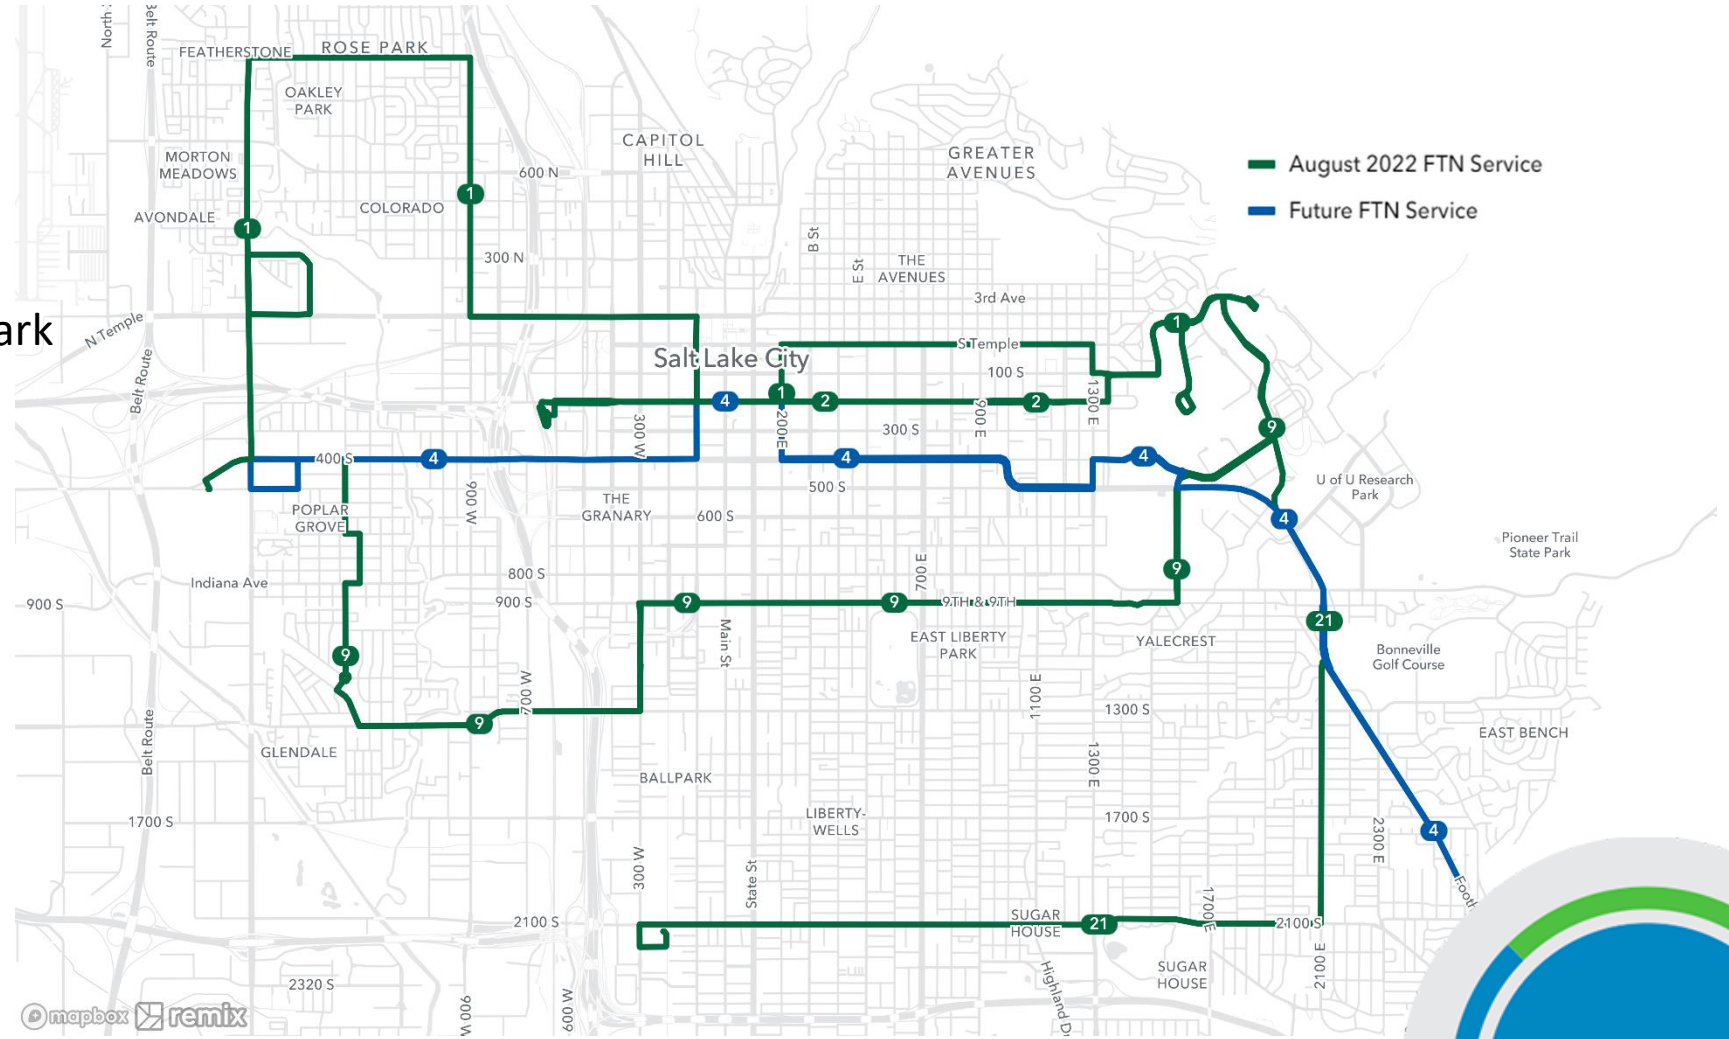 North
Belt Route
FEATHERSTONE
ROSE PARK
OAKLEY
PARK
CAPITOL
HILL
GREATER
AVENUES
August 2022 FTN Service
Future FTN Service
MORTON
MEADOWS
600 N
1
COLORADO
AVONDALE
1
B St
300 N
E St
THE
AVENUES
3rd Ave
ark
N Temple
1
Salt Lake City
S Temple
100 S
Belt Route
1
4
2
900 E
2
1300 E
300 W
200 E
300 S
9
400 S
4
4
4
500 S
U of U Research
Park
900 W
POPLAR
GROVE
THE
GRANARY
600 S
4
Pioneer Trail
State Park
Indiana Ave
800 S
700 E
9
900 S
900 S
9
9
9TH & 9TH
21
Main St
EAST LIBERTY
PARK
YALECREST
Bonneville
Golf Course
9
700 W
1100 E
1300 S
9
Belt Route
GLENDALE
EAST BENCH
BALLPARK
1300 E
1700 S
LIBERTY-
WELLS
1700 S
2300 E
4
300 W
State St
1700 E
Footh
2100 S
SUGAR
HOUSE
21
2100 S
2100 E
SUGAR
HOUSE
2320 S
Highland Dr
900 W
600 W
mapbox
remix